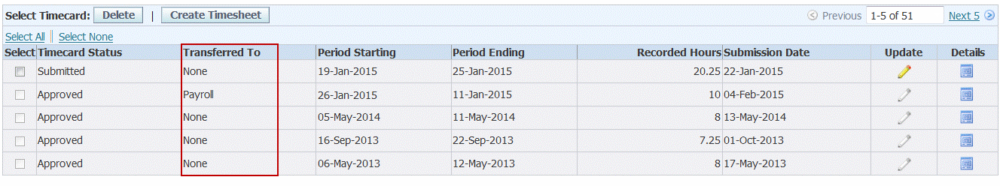 Select Timecard: Delete | Create Timesheet Previous 1-5 of 51 Next 5
Select All Select None
Select Timecard Status Transferred To Period Starting Period Ending Recorded Hours Submission Date Update Details
Submitted None 19-Jan-2015 25-Jan-2015 20.25 22-Jan-2015
Approved Payroll 26-Jan-2015 11-Jan-2015 10 04-Feb-2015
Approved None 05-May-2014 11-May-2014 8 13-May-2014
Approved None 16-Sep-2013 22-Sep-2013 7.25 01-Oct-2013
Approved None 06-May-2013 12-May-2013 8 17-May-2013